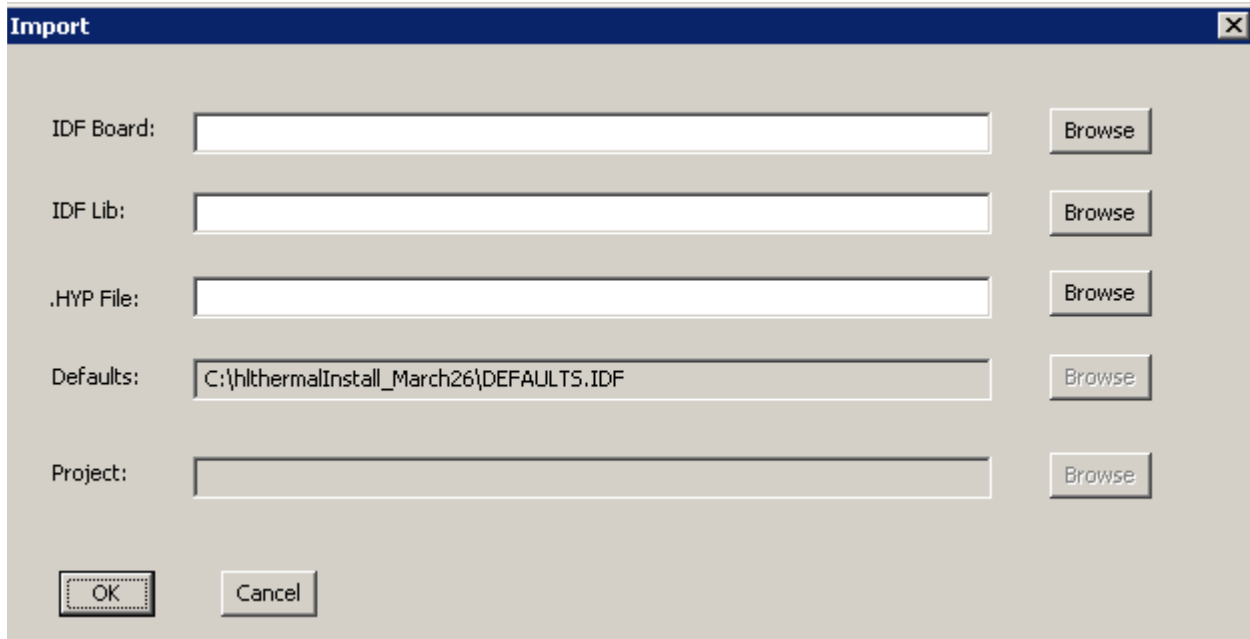 Import
IDF Board: Browse
IDF Lib: Browse
.HYP File: Browse
Defaults: C:\hlthermalInstall_March26\DEFAULTS.IDF Browse
Project: Browse
OK Cancel